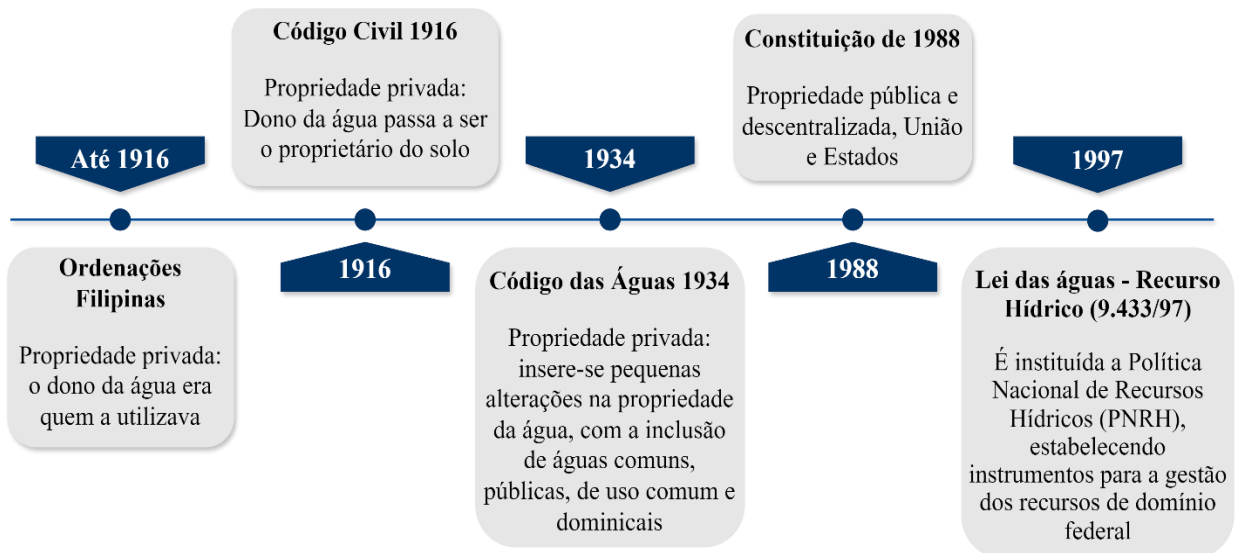 Até 1916
Ordenações
Filipinas
Propriedade privada:
o dono da água era
quem a utilizava
Código Civil 1916
Propriedade privada:
Dono da água passa a ser
o proprietário do solo
1916
1934
Código das Águas 1934
Propriedade privada:
insere-se pequenas
alterações na propriedade
da água, com a inclusão
de águas comuns,
públicas, de uso comum e
dominicais
Constituição de 1988
Propriedade pública e
descentralizada, União
e Estados
1988
1997
Lei das águas - Recurso
Hídrico (9.433/97)
É instituída a Política
Nacional de Recursos
Hídricos (PNRH),
estabelecendo
instrumentos para a gestão
dos recursos de domínio
federal